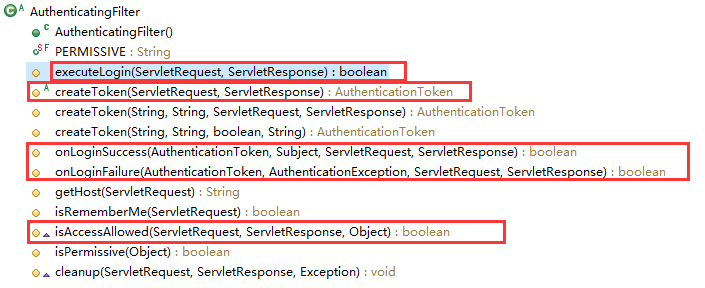 AuthenticatingFilter
AuthenticatingFilter()
PERMISSIVE : String
executeLogin(ServletRequest, ServletResponse) : boolean
createToken(ServletRequest, ServletResponse) : AuthenticationToken
createToken(String, String, ServletRequest, ServletResponse) : AuthenticationToken
createToken(String, String, boolean, String) : AuthenticationToken
onLoginSuccess(AuthenticationToken, Subject, ServletRequest, ServletResponse) : boolean
onLoginFailure(AuthenticationToken, AuthenticationException, ServletRequest, ServletResponse) : boolean
getHost(ServletRequest) : String
isRememberMe(ServletRequest) : boolean
isAccessAllowed(ServletRequest, ServletResponse, Object) : boolean
isPermissive(Object) : boolean
cleanup(ServletRequest, ServletResponse, Exception) : void